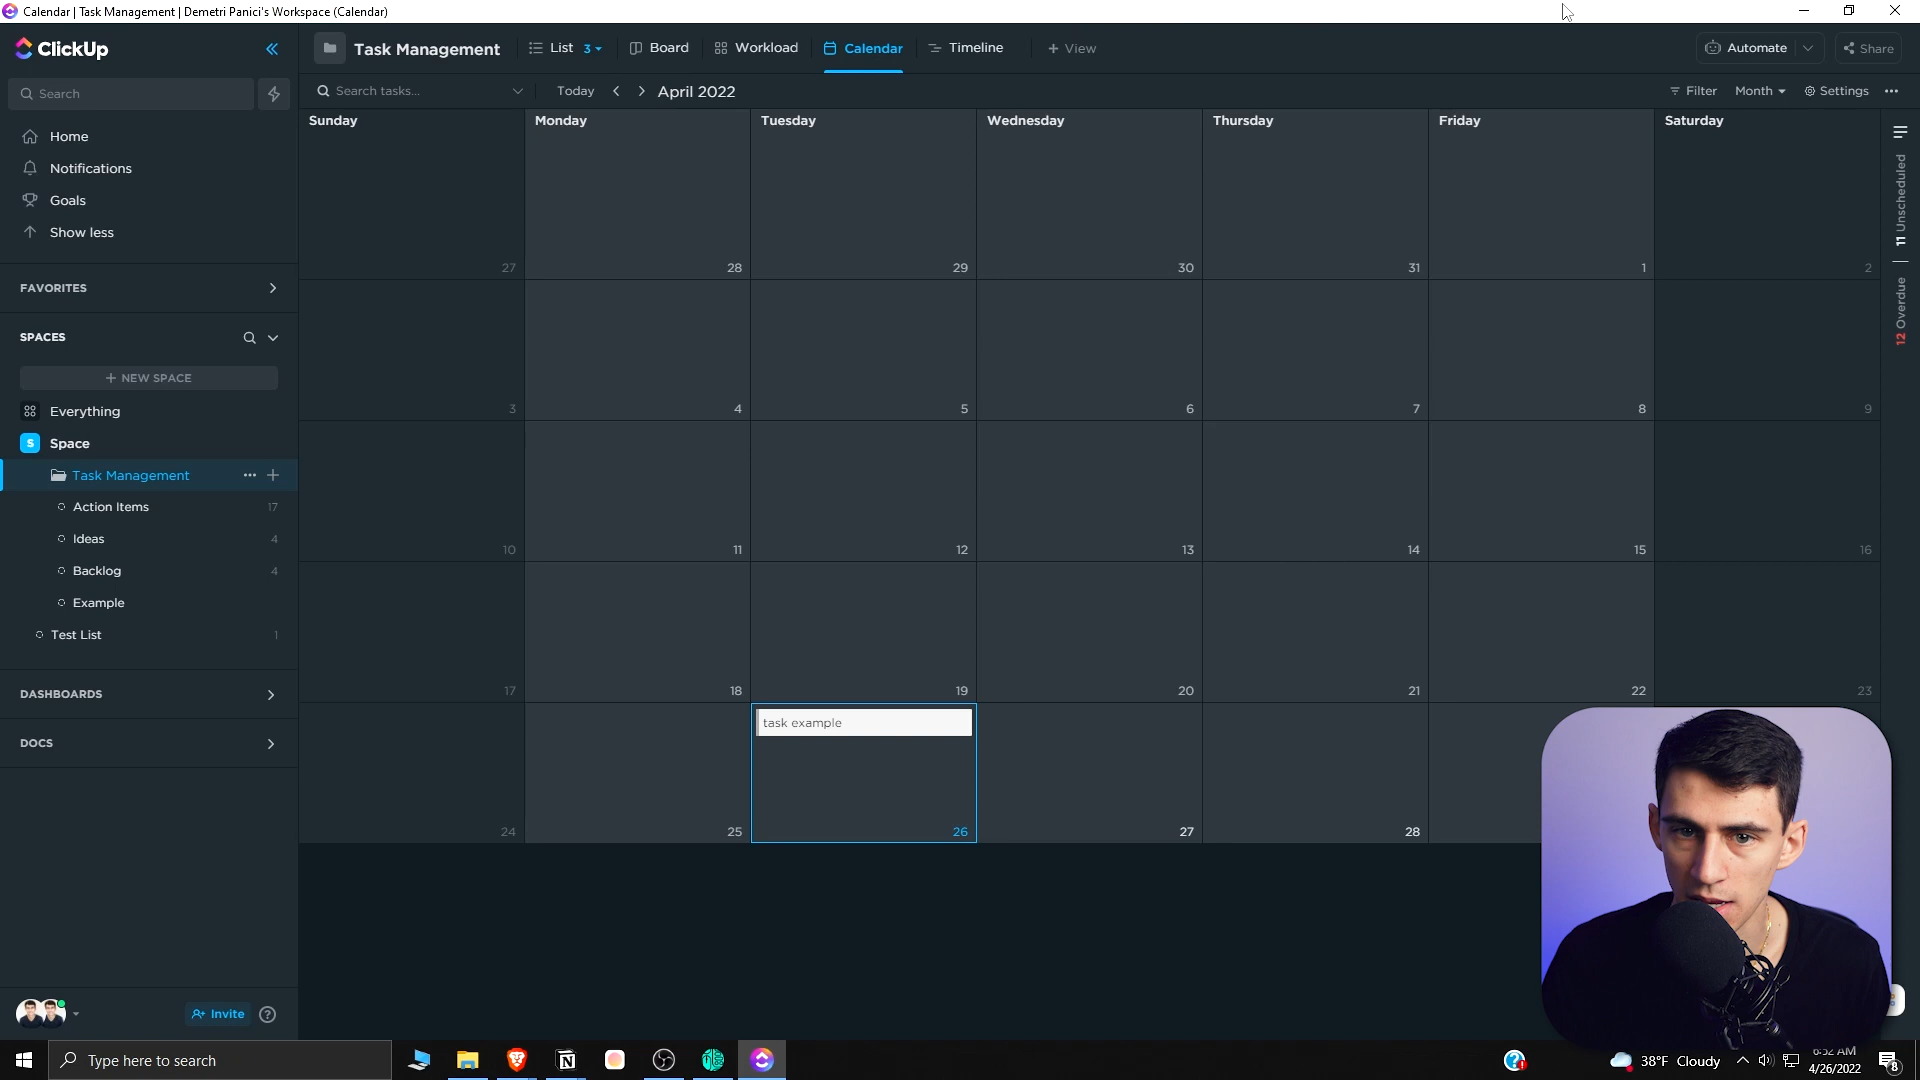 Calendar | Task Management | Demetri Panici's Workspace (Calendar)
ClickUp
Task Management
List 3
Board
Workload
Calendar
Timeline
+ View
Automate
Share
Search
Search tasks...
Today
April 2022
Filter
Month
Settings
Home
Notifications
Goals
Show less
FAVORITES
SPACES
+ NEW SPACE
Everything
S Space
Task Management
Action Items 17
Ideas 4
Backlog 4
Example
Test List 1
DASHBOARDS
DOCS
Invite
Sunday Monday Tuesday Wednesday Thursday Friday Saturday
27 28 29 30 31 1 2
3 4 5 6 7 8 9
10 11 12 13 14 15 16
17 18 19 20 21 22 23
task example
24 25 26 27 28
11 Unscheduled
12 Overdue
Type here to search
38°F Cloudy
6:52 AM
4/26/2022
8